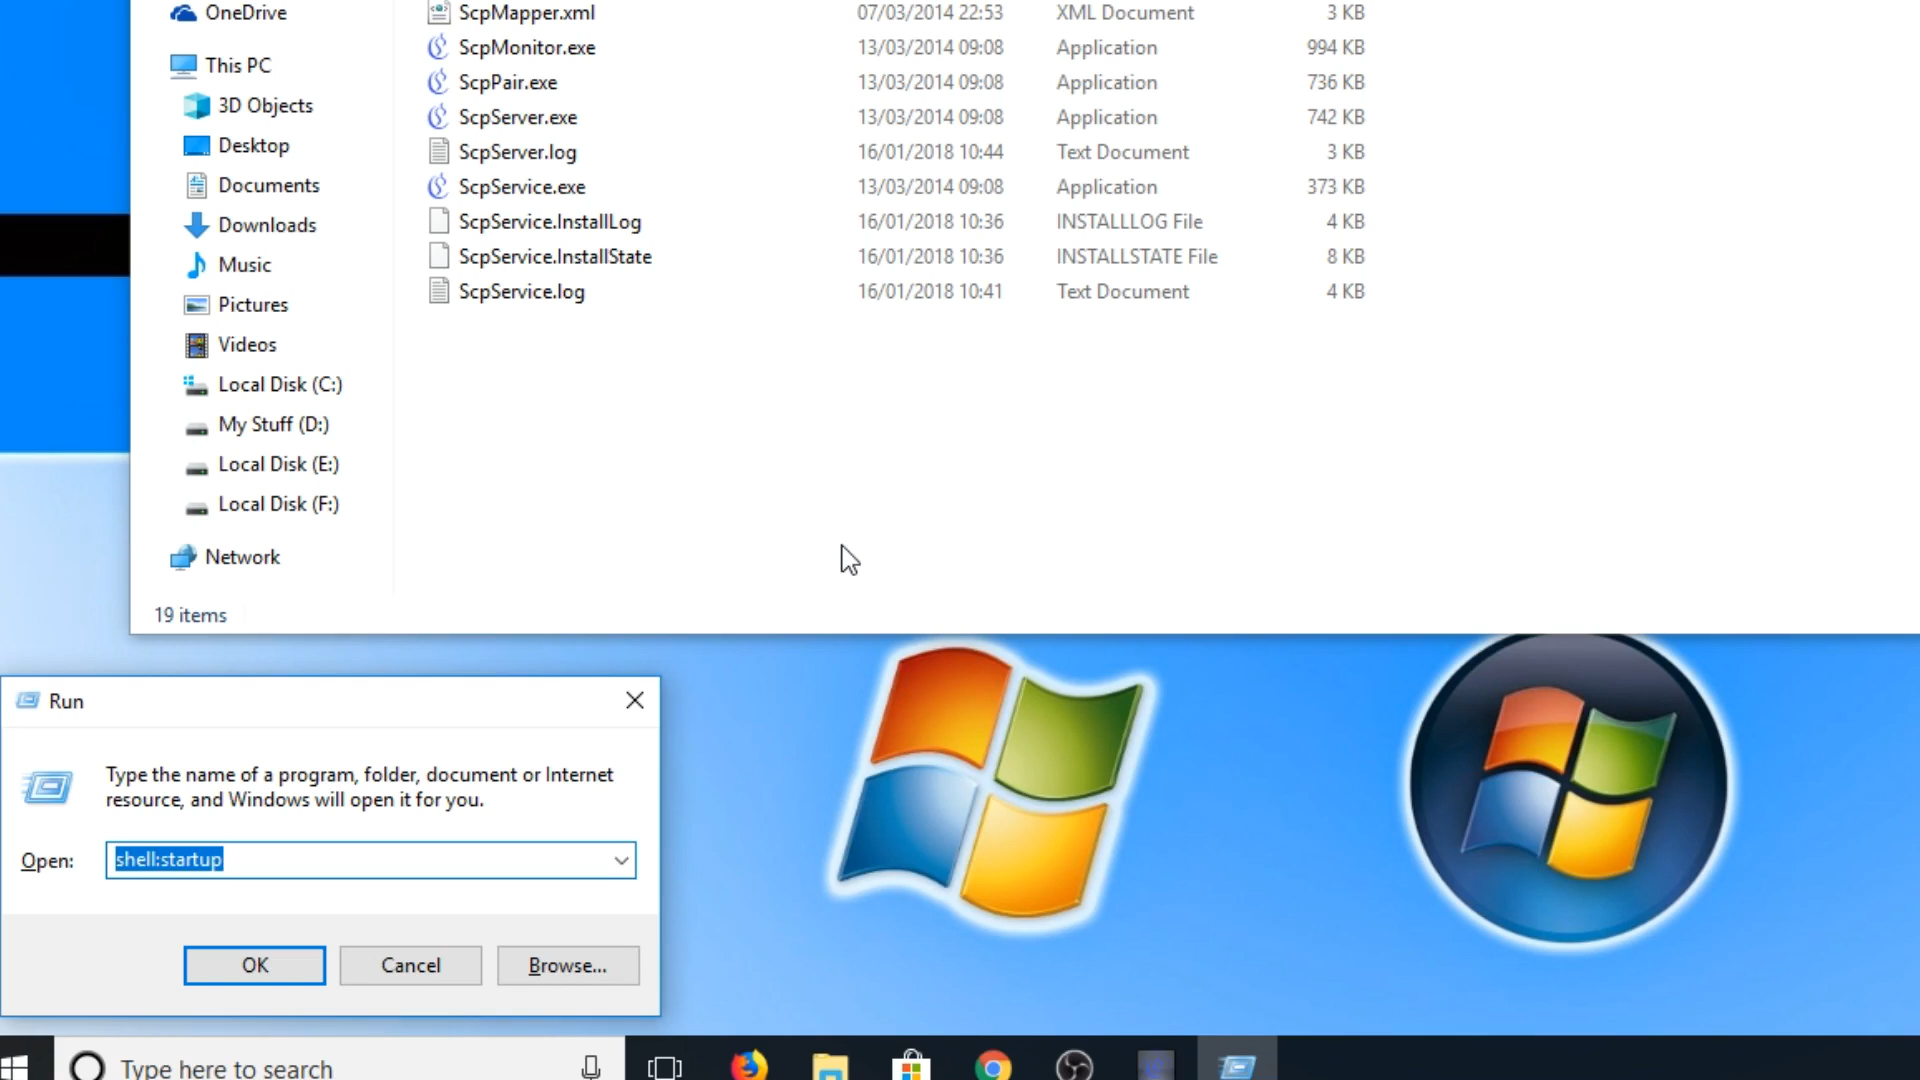 OneDrive
This PC
3D Objects
Desktop
Documents
Downloads
Music
Pictures
Videos
Local Disk (C:)
My Stuff (D:)
Local Disk (E:)
Local Disk (F:)
Network
ScpMapper.xml 07/03/2014 22:53 XML Document 3 KB
ScpMonitor.exe 13/03/2014 09:08 Application 994 KB
ScpPair.exe 13/03/2014 09:08 Application 736 KB
ScpServer.exe 13/03/2014 09:08 Application 742 KB
ScpServer.log 16/01/2018 10:44 Text Document 3 KB
ScpService.exe 13/03/2014 09:08 Application 373 KB
ScpService.InstallLog 16/01/2018 10:36 INSTALLLOG File 4 KB
ScpService.InstallState 16/01/2018 10:36 INSTALLSTATE File 8 KB
ScpService.log 16/01/2018 10:41 Text Document 4 KB
19 items
Run
Type the name of a program, folder, document or Internet
resource, and Windows will open it for you.
Open: shell:startup
OK Cancel Browse...
Type here to search